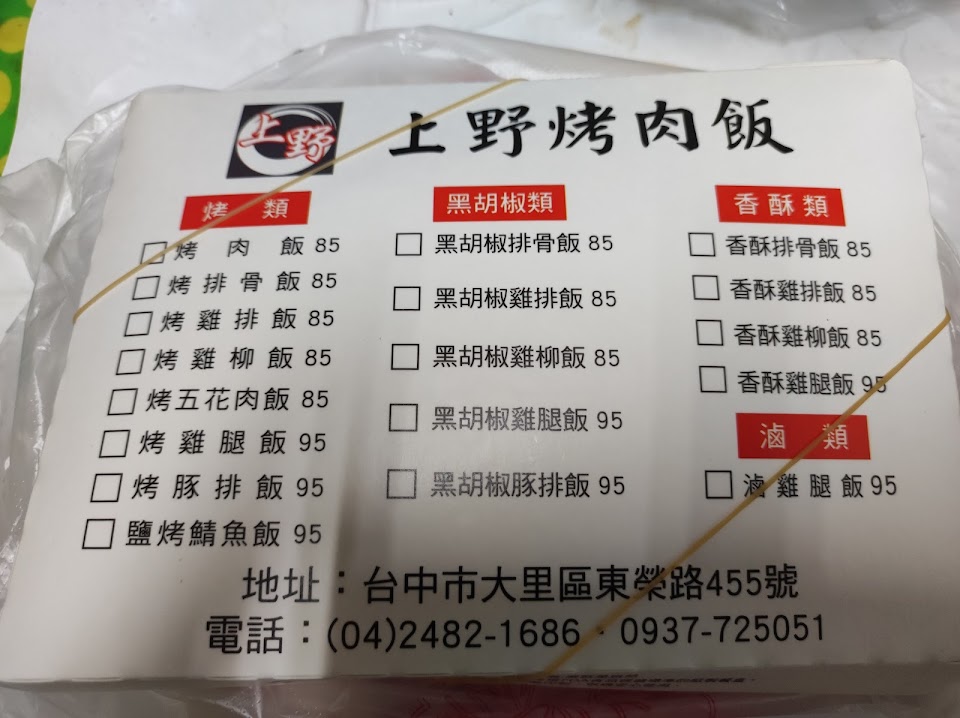 上野
上野烤肉飯
烤類
□烤肉飯 85
□烤排骨飯 85
□烤雞排飯 85
□烤雞柳飯 85
□烤五花肉飯 85
□烤雞腿飯 95
□烤豚排飯 95
□鹽烤鯖魚飯 95
黑胡椒類
□黑胡椒排骨飯 85
□黑胡椒雞排飯 85
□黑胡椒雞柳飯 85
□黑胡椒雞腿飯 95
□黑胡椒豚排飯 95
香酥類
□香酥排骨飯 85
□香酥雞排飯 85
□香酥雞柳飯 85
□香酥雞腿飯 95
滷類
□滷雞腿飯 95
地址：台中市大里區東榮路455號
電話：(04)2482-1686·0937-725051